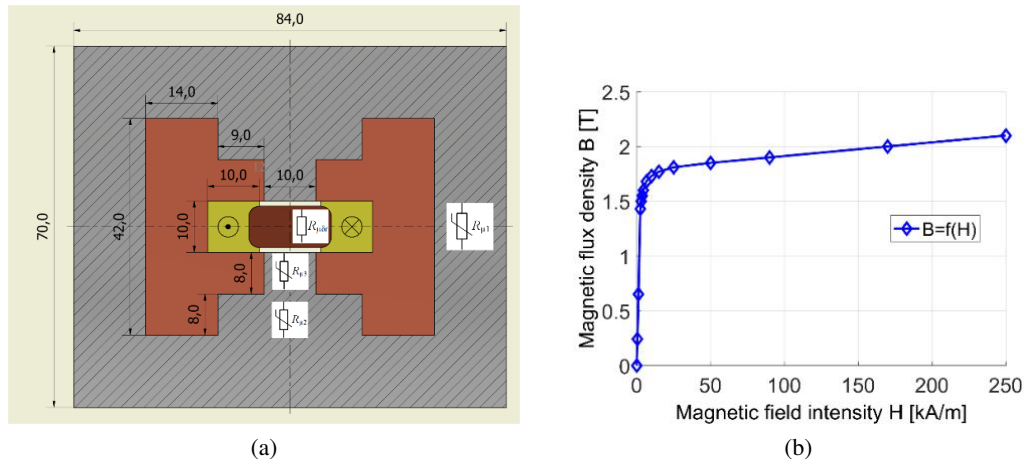 84,0
14,0
9,0
10,0
10,0
70,0
42,0
10,0
8,0
8,0
Rμ1
Rμ3
Rμ2
(a)
Magnetic flux density B [T]
2.5
2
1.5
1
0.5
0
B=f(H)
0 50 100 150 200 250
Magnetic field intensity H [kA/m]
(b)